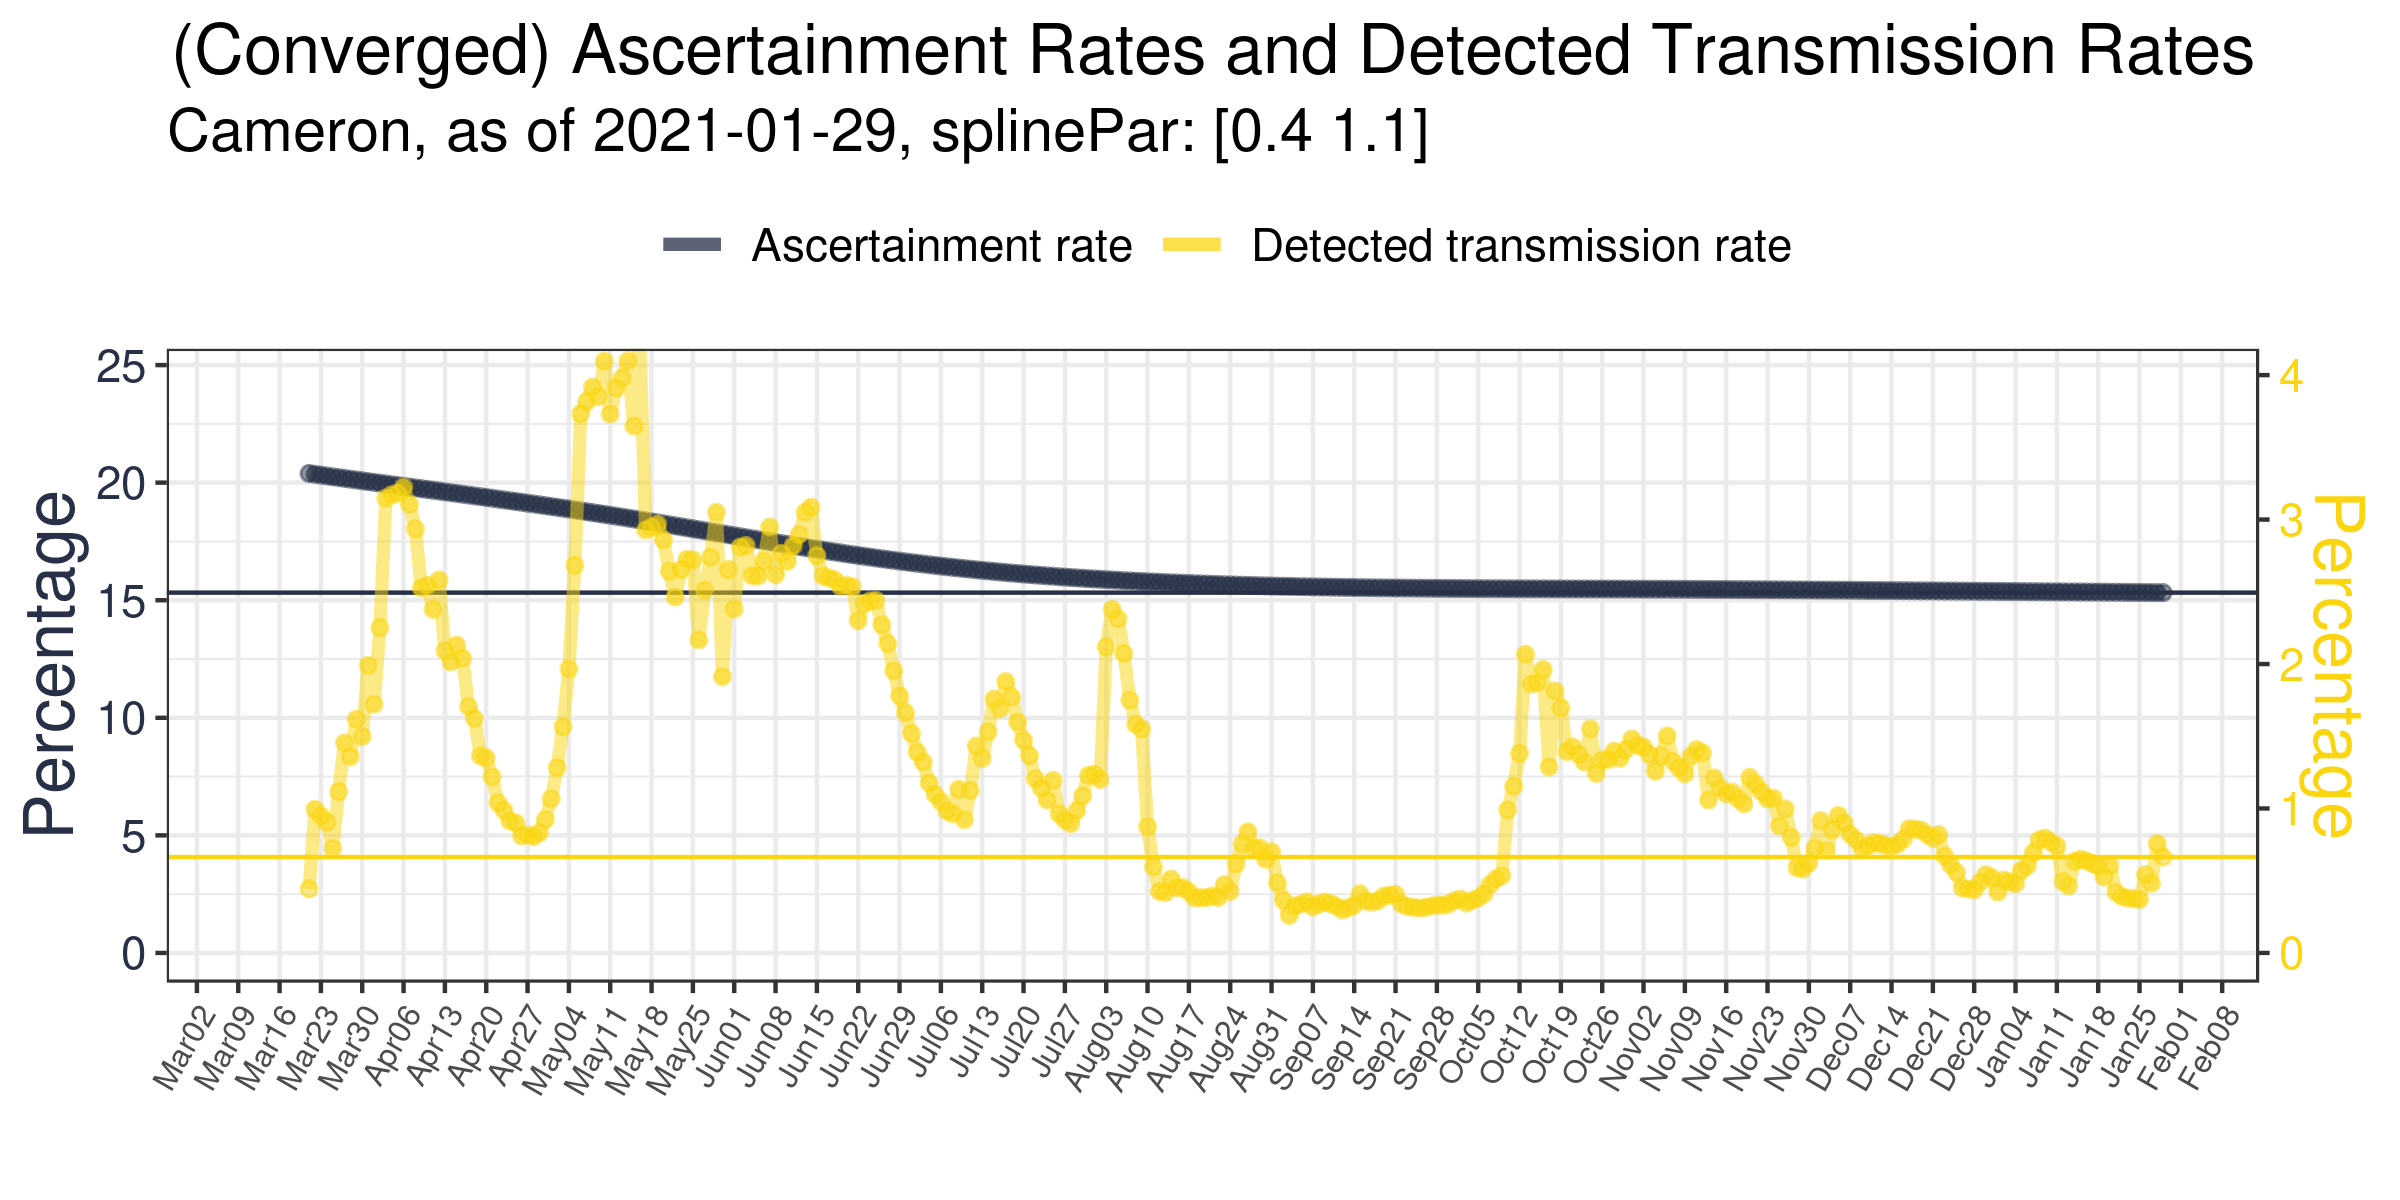 (Converged) Ascertainment Rates and Detected Transmission Rates
Cameron, as of 2021-01-29, splinePar: [0.4 1.1]
Ascertainment rate
Detected transmission rate
Percentage
25
20
15
10
5
0
4
3
2
1
0
Percentage
Mar02
Mar09
Mar16
Mar23
Mar30
Apr06
Apr13
Apr20
Apr27
May04
May11
May18
May25
Jun01
Jun08
Jun15
Jun22
Jun29
Jul06
Jul13
Jul20
Jul27
Aug03
Aug10
Aug17
Aug24
Aug31
Sep07
Sep14
Sep21
Sep28
Oct05
Oct12
Oct19
Oct26
Nov02
Nov09
Nov16
Nov23
Nov30
Dec07
Dec14
Dec21
Dec28
Jan04
Jan11
Jan18
Jan25
Feb01
Feb08